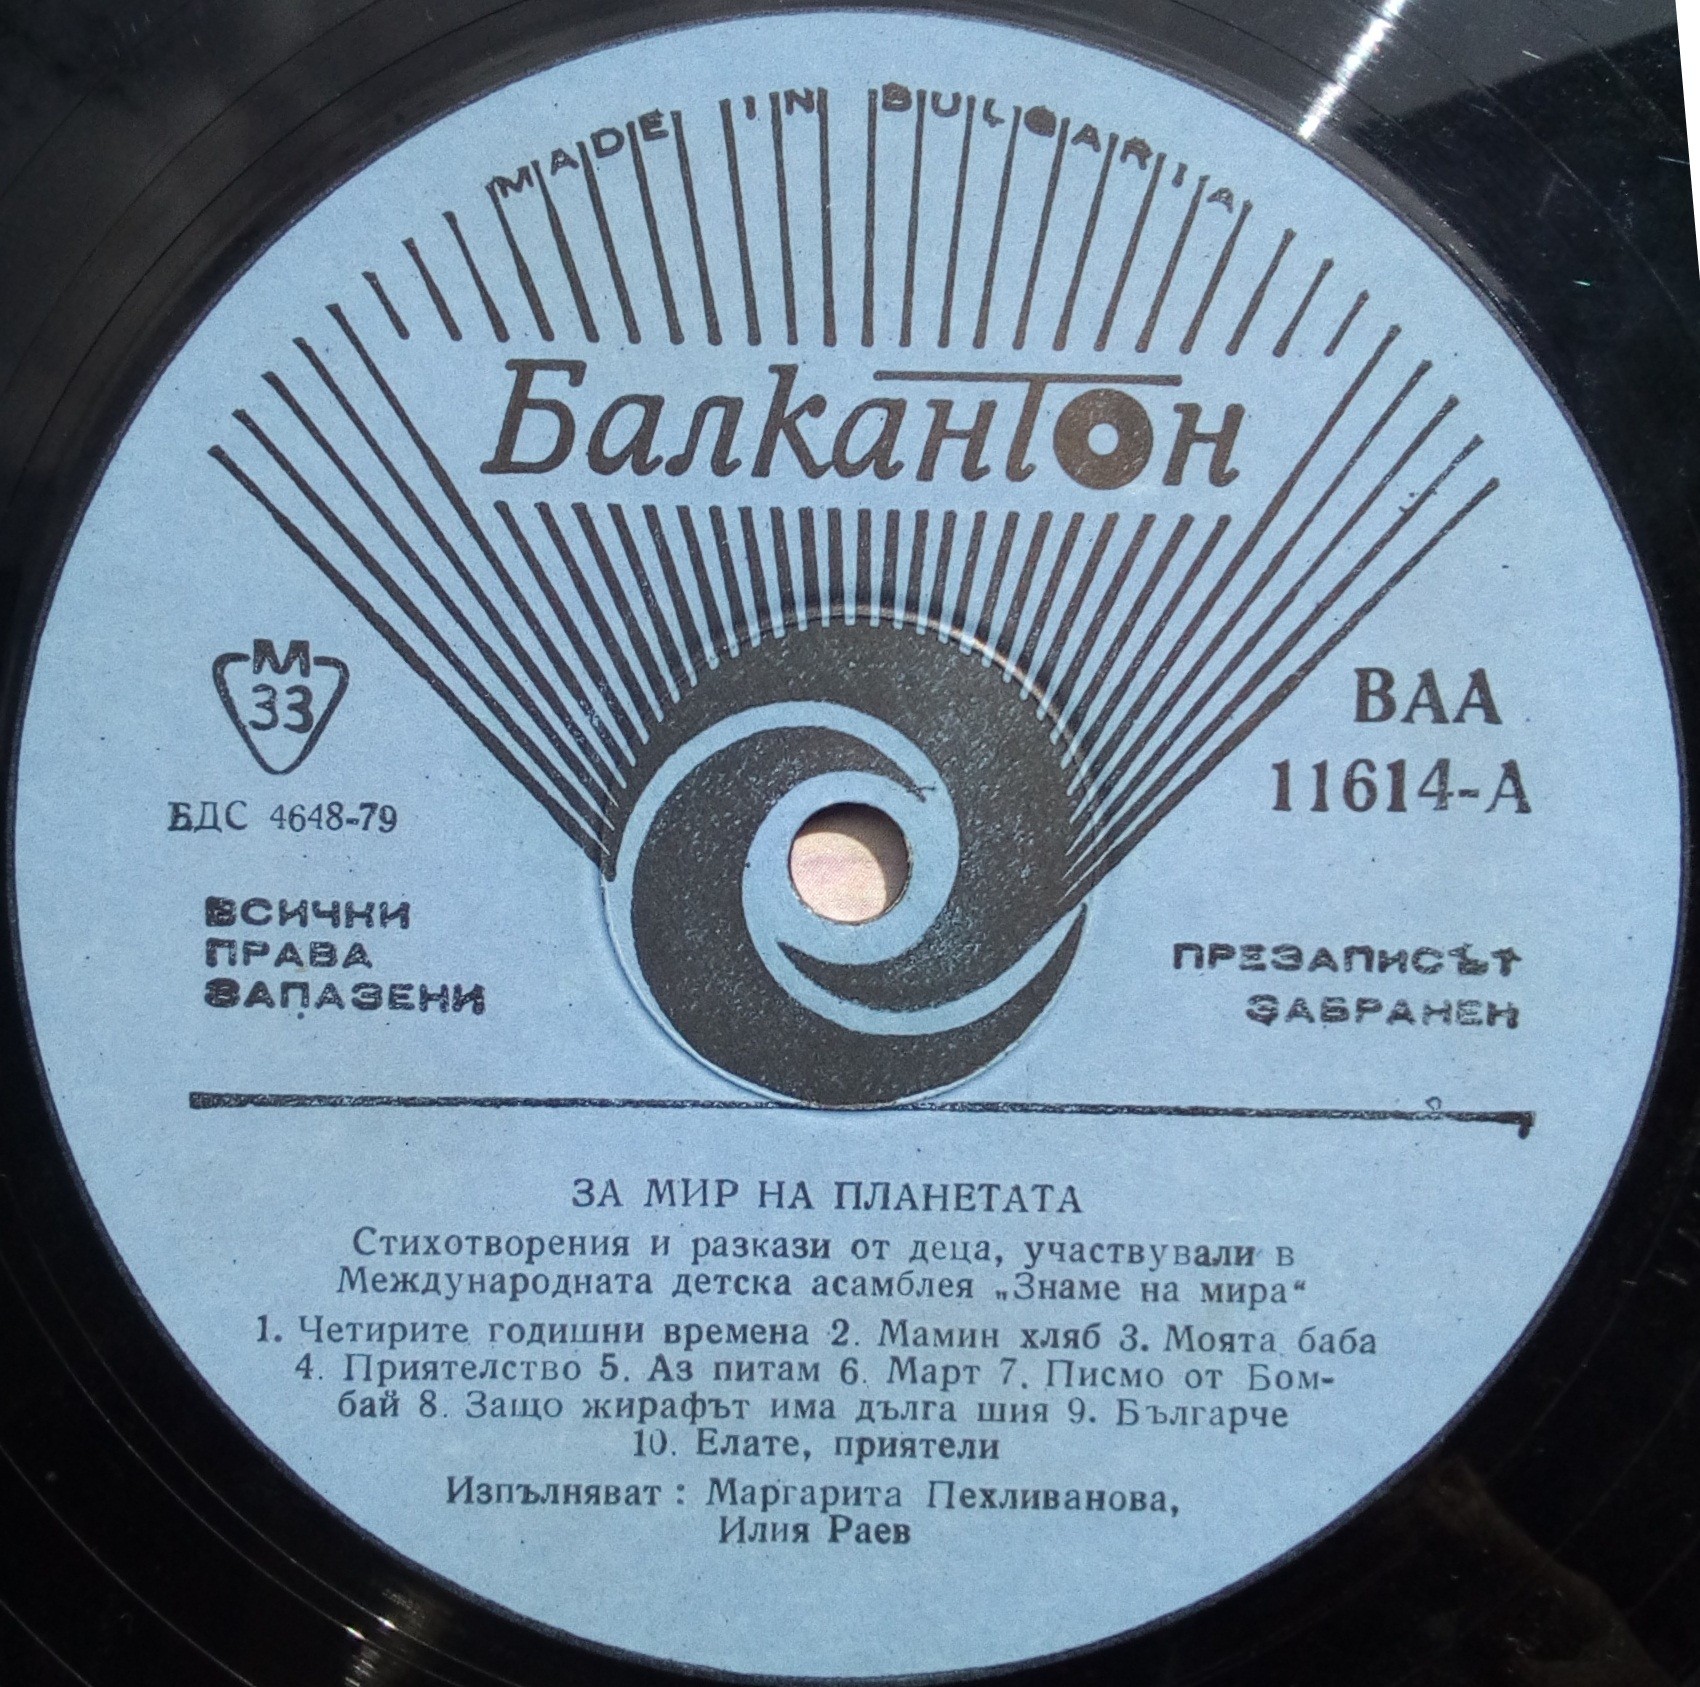 MADE IN BULGARIA
Балкантон
М
33
БДС 4648-79
ВАА
11614-А
ВСИЧКИ
ПРАВА
ЗАПАЗЕНИ
ПРЕЗАПИСЪТ
ЗАБРАНЕН
ЗА МИР НА ПЛАНЕТАТА
Стихотворения и разкази от деца, участвували в
Международната детска асамблея „Знаме на мира“
1. Четирите годишни времена 2. Мамин хляб 3. Моята баба
4. Приятелство 5. Аз питам 6. Март 7. Писмо от Бом-
бай 8. Защо жирафът има дълга шия 9. Българче
10. Елате, приятели
Изпълняват : Маргарита Пехливанова,
Илия Раев